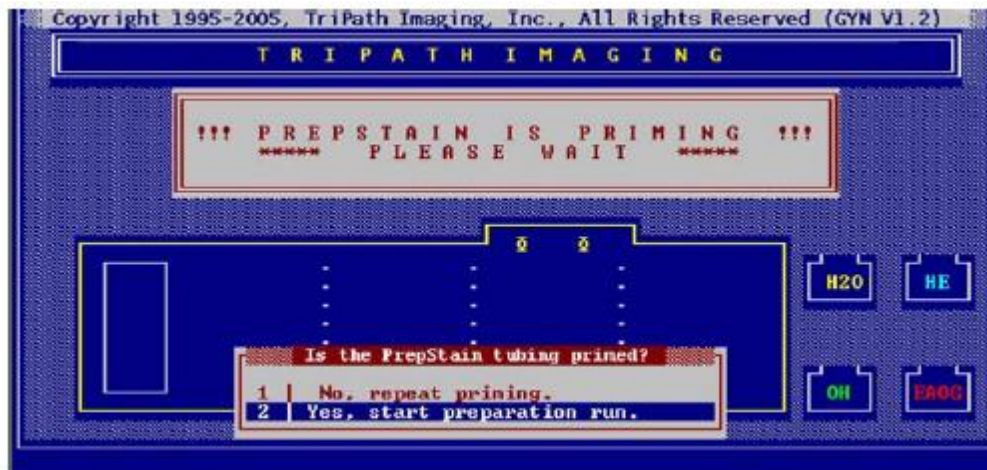 Copyright 1995-2005, TriPath Imaging, Inc., All Rights Reserved (GYN V1.2)
T R I P A T H   I M A G I N G
!!! P R E P S T A I N   I S   P R I M I N G !!!
***** P L E A S E   W A I T *****
H2O
HE
Is the PrepStain tubing primed?
1 | No, repeat priming.
2 | Yes, start preparation run.
OH
EAOG